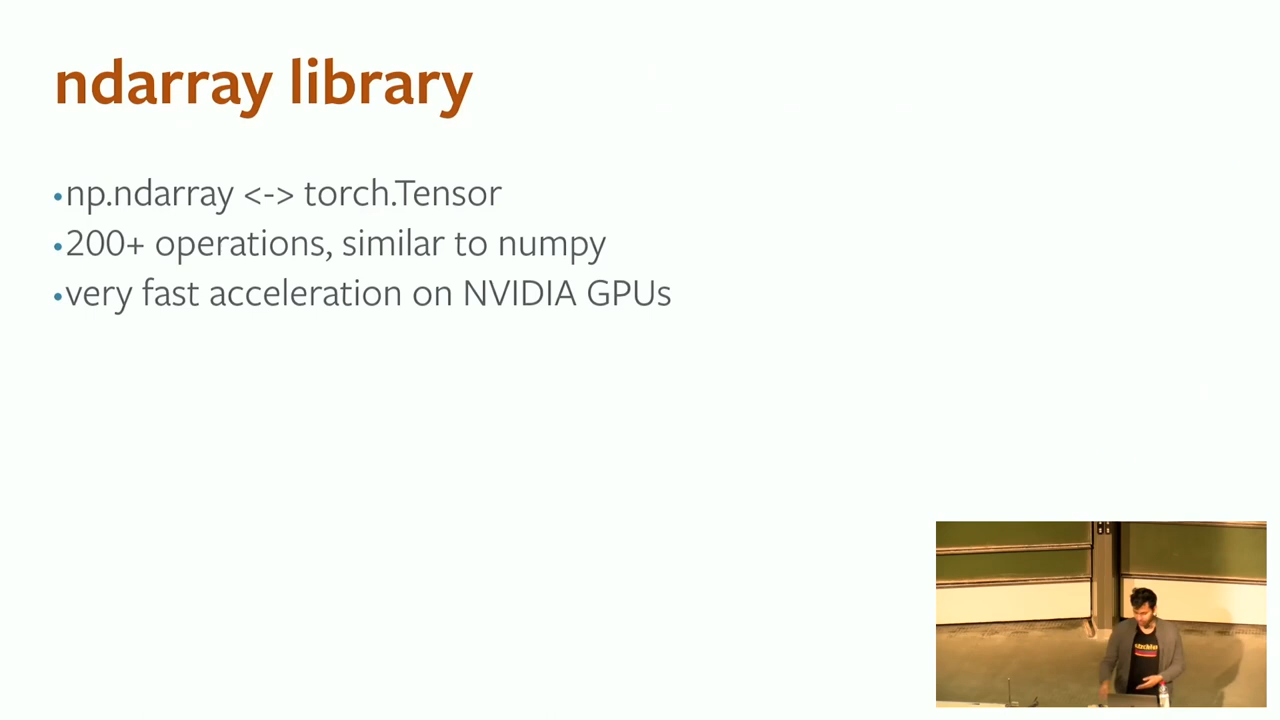 ndarray library
•np.ndarray <-> torch.Tensor
•200+ operations, similar to numpy
•very fast acceleration on NVIDIA GPUs